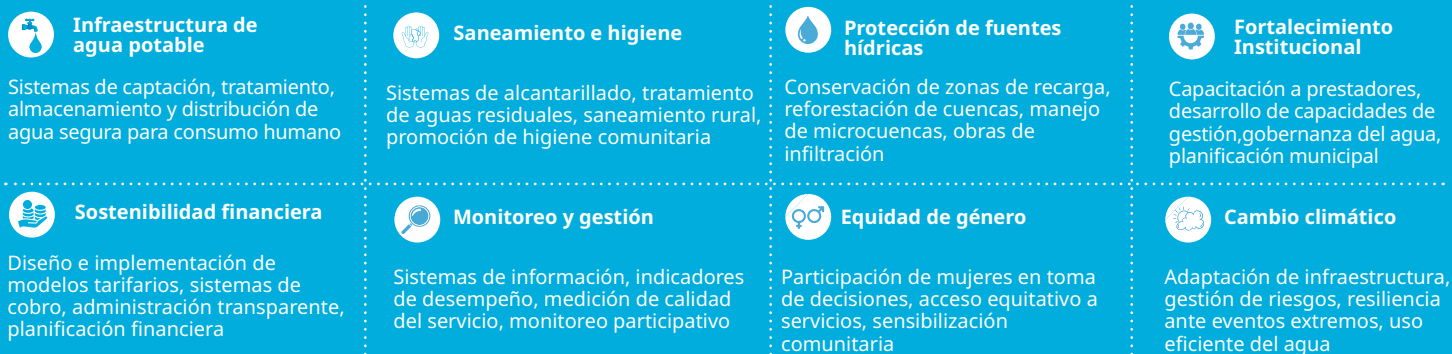 Infraestructura de
agua potable
Sistemas de captación, tratamiento,
almacenamiento y distribución de
agua segura para consumo humano
Saneamiento e higiene
Sistemas de alcantarillado, tratamiento
de aguas residuales, saneamiento rural,
promoción de higiene comunitaria
Protección de fuentes
hídricas
Conservación de zonas de recarga,
reforestación de cuencas, manejo
de microcuencas, obras de
infiltración
Fortalecimiento
Institucional
Capacitación a prestadores,
desarrollo de capacidades de
gestión,gobernanza del agua,
planificación municipal
Sostenibilidad financiera
Diseño e implementación de
modelos tarifarios, sistemas de
cobro, administración transparente,
planificación financiera
Monitoreo y gestión
Sistemas de información, indicadores
de desempeño, medición de calidad
del servicio, monitoreo participativo
Equidad de género
Participación de mujeres en toma
de decisiones, acceso equitativo a
servicios, sensibilización
comunitaria
Cambio climático
Adaptación de infraestructura,
gestión de riesgos, resiliencia
ante eventos extremos, uso
eficiente del agua